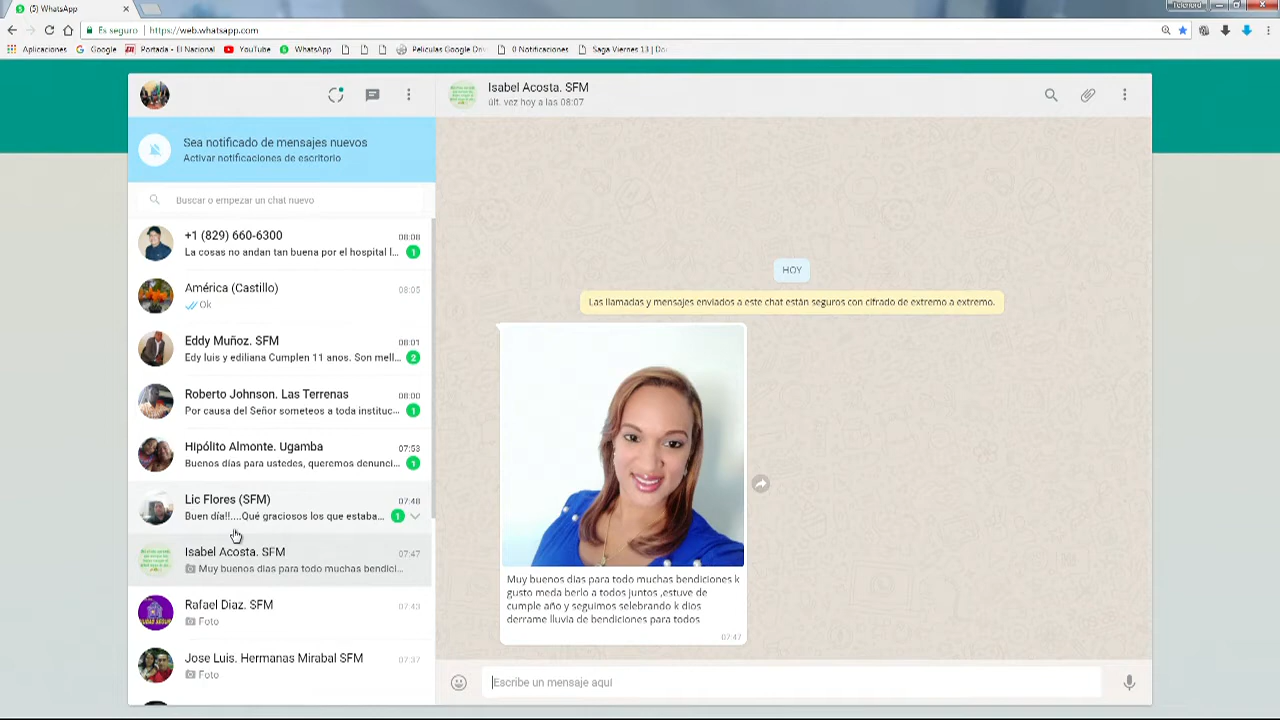 (5) WhatsApp
Telenord
Es seguro | https://web.whatsapp.com
Aplicaciones Google Portada - El Nacional YouTube WhatsApp Peliculas Google Dri 0 Notificaciones Saga Viernes 13 | Do
Isabel Acosta. SFM
últ. vez hoy a las 08:07
Sea notificado de mensajes nuevos
Activar notificaciones de escritorio
Buscar o empezar un chat nuevo
+1 (829) 660-6300 08:08
La cosas no andan tan buena por el hospital l... 1
América (Castillo) 08:05
Ok
Eddy Muñoz. SFM 08:01
Edy luis y ediliana Cumplen 11 anos. Son mell... 2
Roberto Johnson. Las Terrenas 08:00
Por causa del Señor someteos a toda instituc... 1
Hipólito Almonte. Ugamba 07:53
Buenos días para ustedes, queremos denunci... 1
Lic Flores (SFM) 07:48
Buen día!!....Qué graciosos los que estaba... 1
Isabel Acosta. SFM 07:47
Muy buenos dias para todo muchas bendici...
Rafael Diaz. SFM 07:43
Foto
Jose Luis. Hermanas Mirabal SFM 07:37
Foto
HOY
Las llamadas y mensajes enviados a este chat están seguros con cifrado de extremo a extremo.
Muy buenos dias para todo muchas bendiciones k
gusto meda berlo a todos juntos ,estuve de
cumple año y seguimos selebrando k dios
derrame lluvia de bendiciones para todos
07:47
Escribe un mensaje aquí